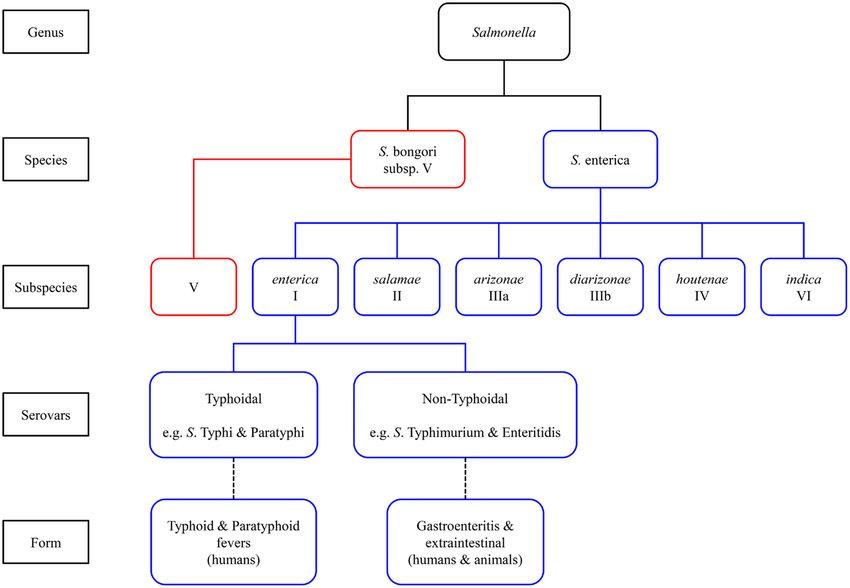 Genus
Salmonella
Species
S. bongori
subsp. V
S. enterica
Subspecies
V
enterica
I
salamae
II
arizonae
IIIa
diarizonae
IIIb
houtenae
IV
indica
VI
Serovars
Typhoidal
e.g. S. Typhi & Paratyphi
Non-Typhoidal
e.g. S. Typhimurium & Enteritidis
Form
Typhoid & Paratyphoid
fevers
(humans)
Gastroenteritis &
extraintestinal
(humans & animals)